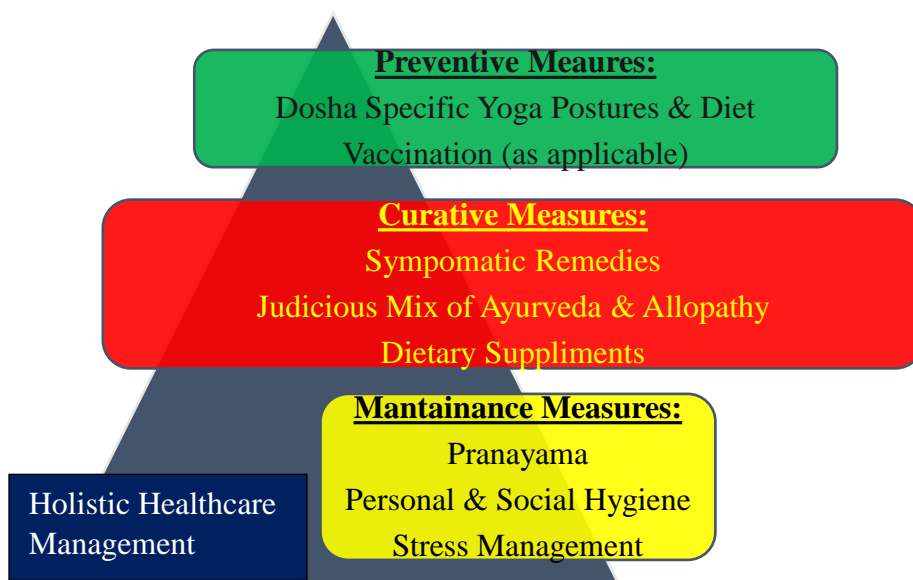 Preventive Meaures:
Dosha Specific Yoga Postures & Diet
Vaccination (as applicable)
Curative Measures:
Sympomatic Remedies
Judicious Mix of Ayurveda & Allopathy
Dietary Suppliments
Mantainance Measures:
Pranayama
Personal & Social Hygiene
Stress Management
Holistic Healthcare
Management